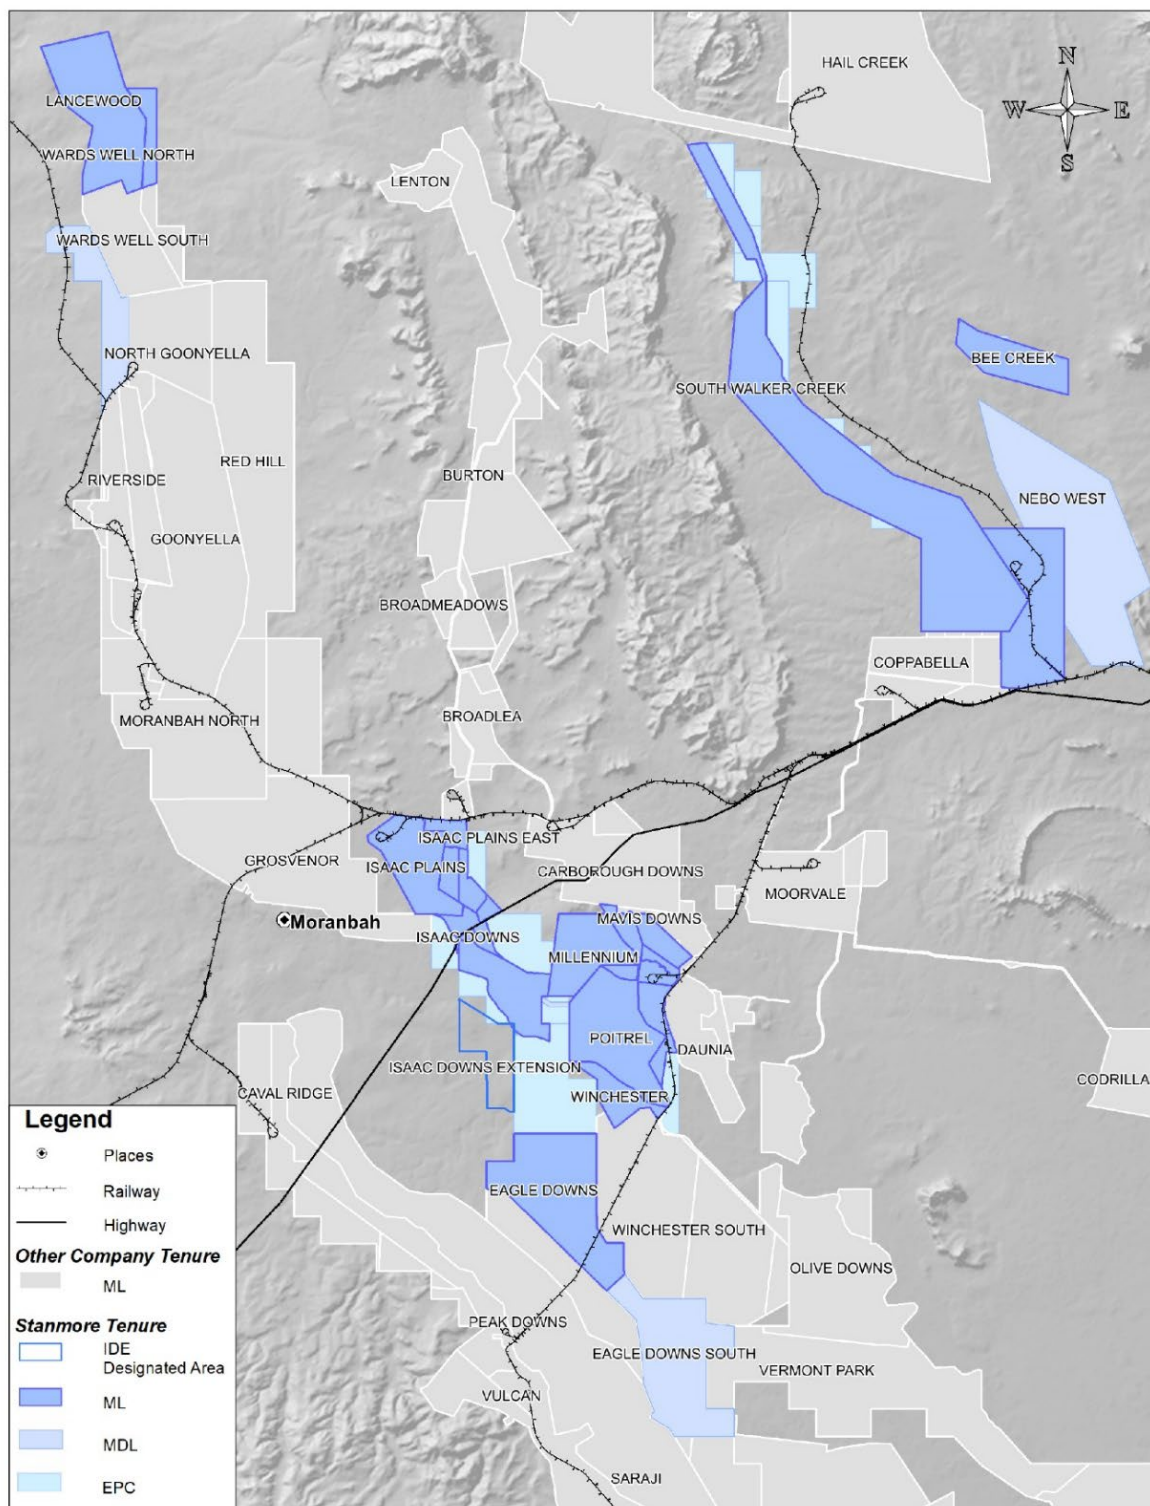 HAIL CREEK
N
W
E
S
LANCEWOOD
WARDS WELL NORTH
LENTON
WARDS WELL SOUTH
NORTH GOONYELLA
BEE CREEK
SOUTH WALKER CREEK
RED HILL
BURTON
RIVERSIDE
NEBO WEST
GOONYELLA
BROADMEADOWS
COPPABELLA
BROADLEA
MORANBAH NORTH
ISAAC PLAINS EAST
GROSVENOR
ISAAC PLAINS
CARBOROUGH DOWNS
MOORVALE
Moranbah
MAVIS DOWNS
ISAAC DOWNS
MILLENNIUM
POITREL
DAUNIA
ISAAC DOWNS EXTENSION
CODRILLA
CAVAL RIDGE
WINCHESTER
EAGLE DOWNS
WINCHESTER SOUTH
OLIVE DOWNS
PEAK DOWNS
EAGLE DOWNS SOUTH
VERMONT PARK
VULCAN
SARAJI
Legend
Places
Railway
Highway
Other Company Tenure
ML
Stanmore Tenure
IDE
Designated Area
ML
MDL
EPC